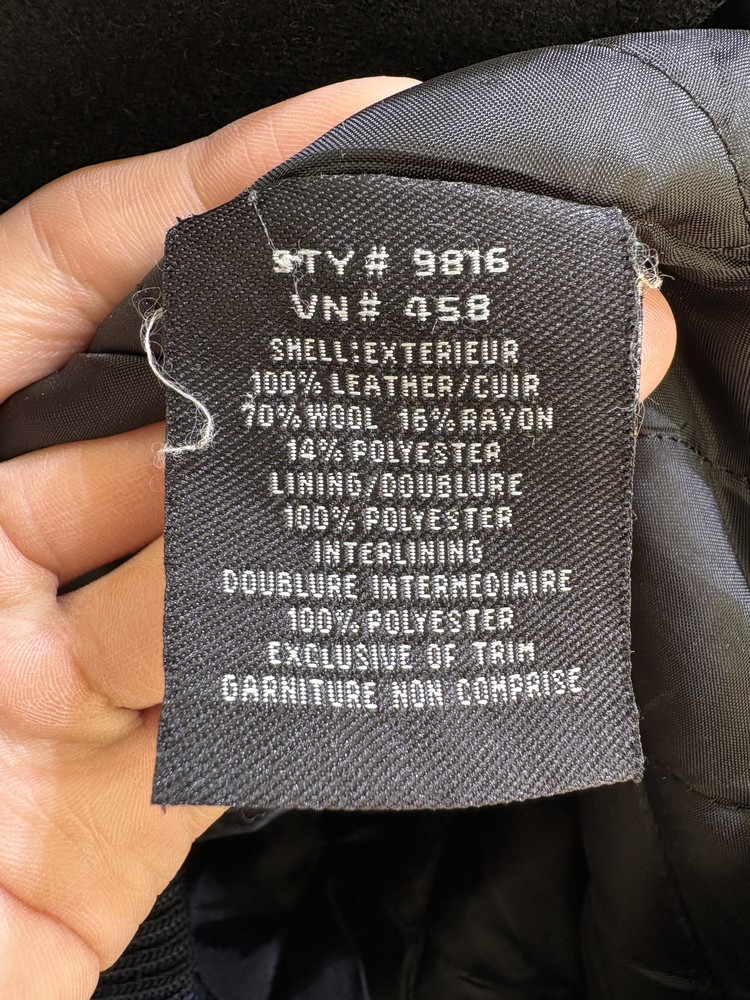 STY# 9816
VN# 458
SHELL:EXTERIEUR
100% LEATHER/CUIR
70% WOOL 16% RAYON
14% POLYESTER
LINING/DOUBLURE
100% POLYESTER
INTERLINING
DOUBLURE INTERMEDIAIRE
100% POLYESTER
EXCLUSIVE OF TRIM
GARNITURE NON COMPRISE